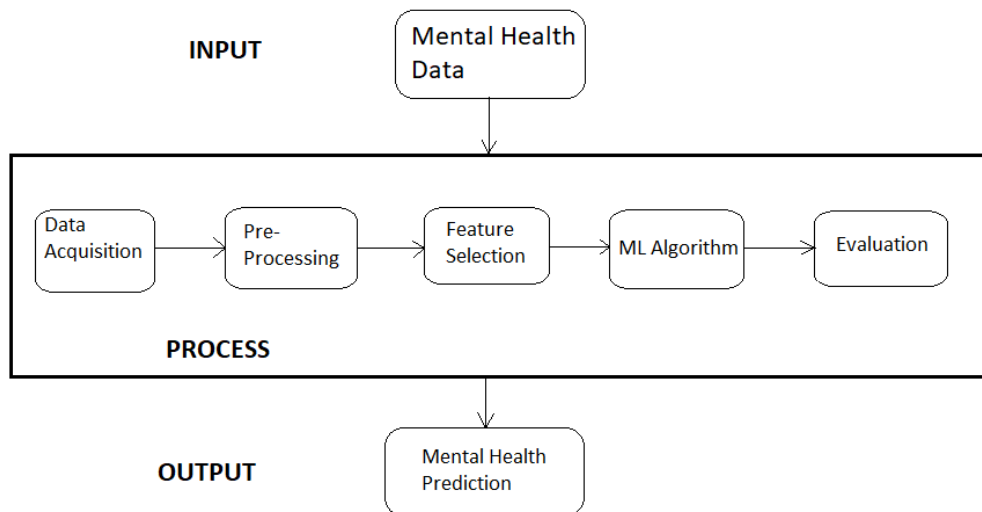 INPUT
Mental Health
Data
Data
Acquisition
Pre-
Processing
Feature
Selection
ML Algorithm
Evaluation
PROCESS
OUTPUT
Mental Health
Prediction